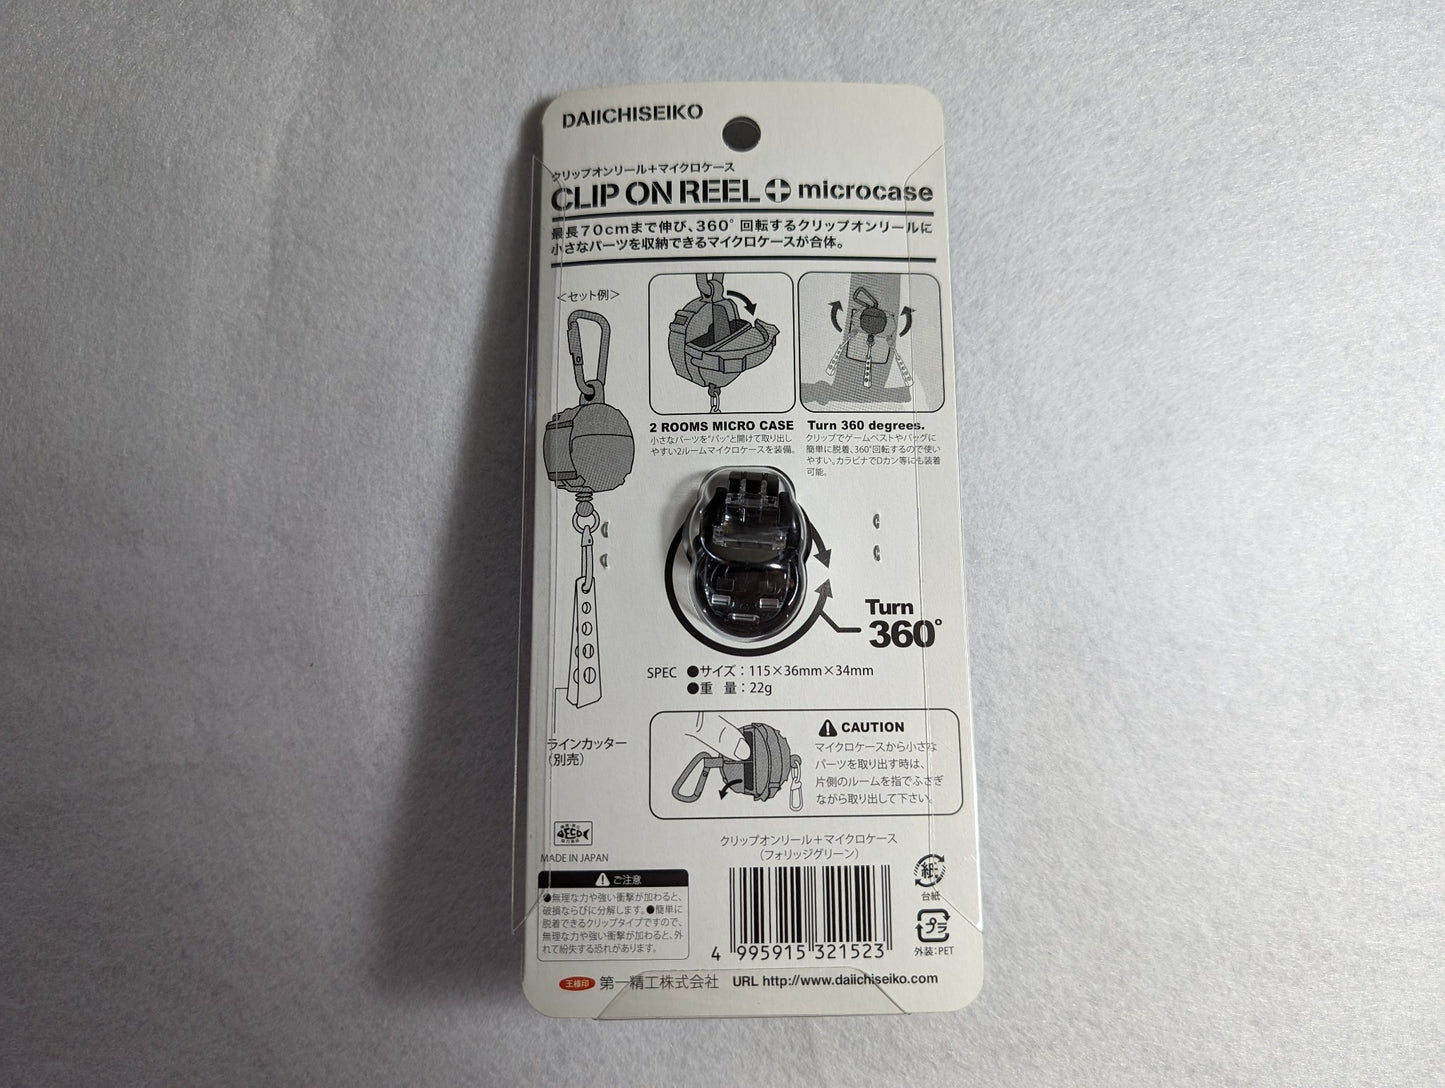 DAIICHISEIKO
クリップオンリール＋マイクロケース
CLIP ON REEL + microcase
最長70cmまで伸び、360°回転するクリップオンリールに
小さなパーツを収納できるマイクロケースが合体。
＜セット例＞
2 ROOMS MICRO CASE
小さなパーツを"パッ"と開けて取り出し
やすい2ルームマイクロケースを装備。
Turn 360 degrees.
クリップでゲームベストやバッグに
簡単に脱着、360°回転するので使い
やすい。カラビナでDカン等にも装着
可能。
Turn
360°
SPEC ●サイズ：115×36mm×34mm
●重 量：22g
ラインカッター
（別売）
CAUTION
マイクロケースから小さな
パーツを取り出す時は、
片側のルームを指でふさぎ
ながら取り出して下さい。
ECO
MADE IN JAPAN
ご注意
●無理な力や強い衝撃が加わると、
破損ならびに分解します。●簡単に
脱着できるクリップタイプですので、
無理な力や強い衝撃が加わると、外
れて紛失する恐れがあります。
クリップオンリール＋マイクロケース
（フォリッジグリーン）
4 995915 321523
紙
台紙
プラ
外装：PET
王様印 第一精工株式会社 URL http://www.daiichiseiko.com